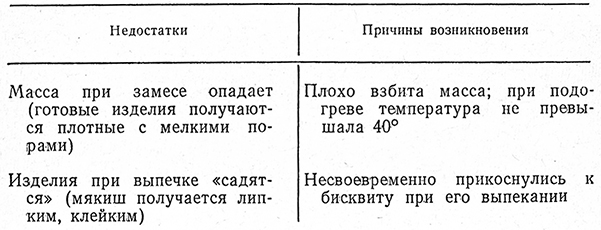 Недостатки
Причины возникновения
Масса при замесе опадает
(готовые изделия получают-
ся плотные с мелкими по-
рами)
Плохо взбита масса; при подо-
греве температура не превы-
шала 40°
Изделия при выпечке «садят-
ся» (мякиш получается лип-
ким, клейким)
Несвоевременно прикоснулись к
бисквиту при его выпекании